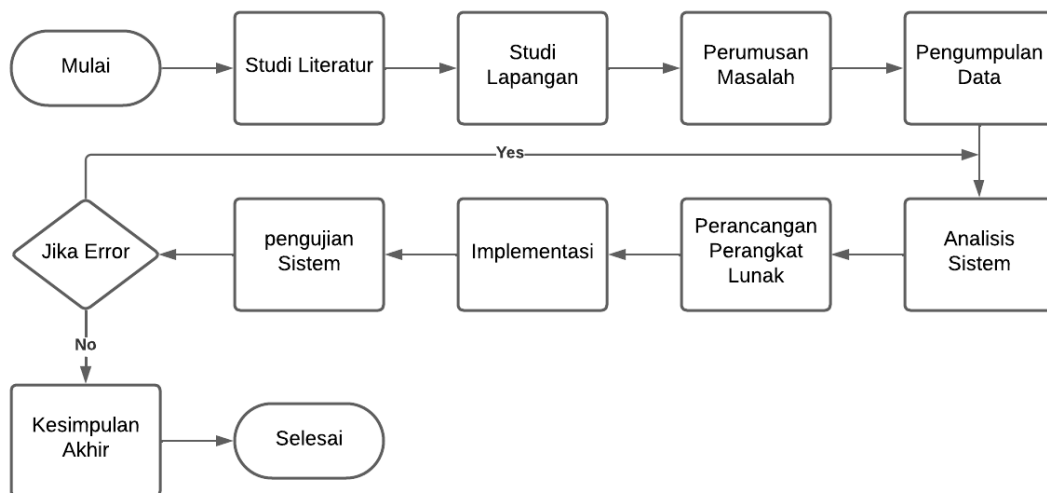 Mulai
Studi Literatur
Studi
Lapangan
Perumusan
Masalah
Pengumpulan
Data
Yes
Jika Error
pengujian
Sistem
Implementasi
Perancangan
Perangkat
Lunak
Analisis
Sistem
No
Kesimpulan
Akhir
Selesai